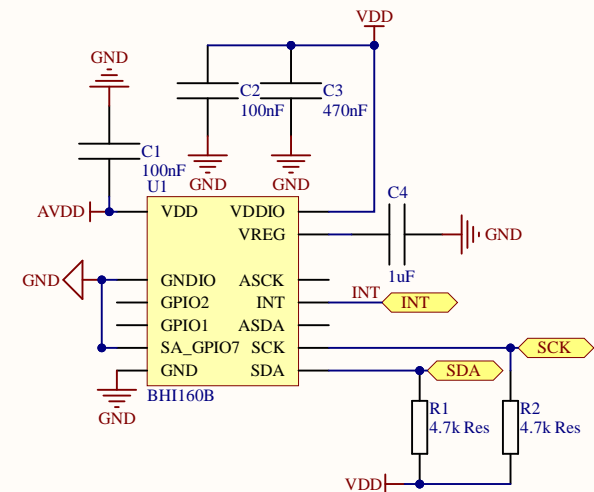 VDD
GND
C2
100nF
C3
470nF
C1
100nF
GND
GND
U1
C4
AVDD
VDD
VDDIO
VREG
GND
1uF
GND
GNDIO
ASCK
GPIO2
INT
INT
INT
GPIO1
ASDA
SA_GPIO7
SCK
SCK
GND
SDA
SDA
BHI160B
GND
R1
4.7k Res
R2
4.7k Res
VDD